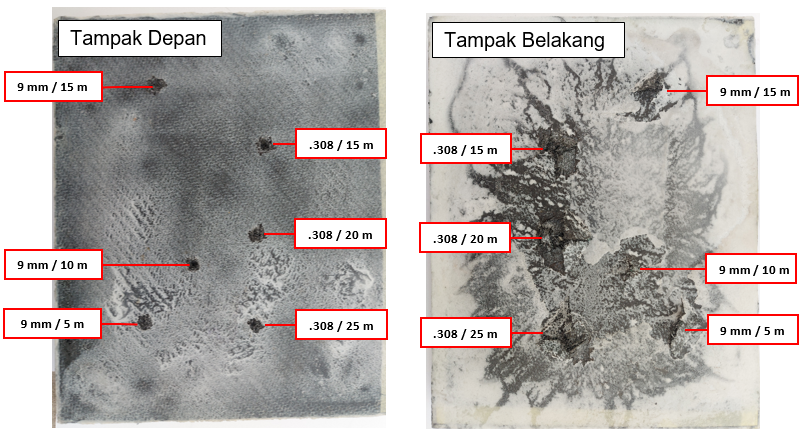 Tampak Depan
9 mm / 15 m
.308 / 15 m
.308 / 20 m
9 mm / 10 m
9 mm / 5 m
.308 / 25 m
Tampak Belakang
9 mm / 15 m
.308 / 15 m
.308 / 20 m
9 mm / 10 m
.308 / 25 m
9 mm / 5 m